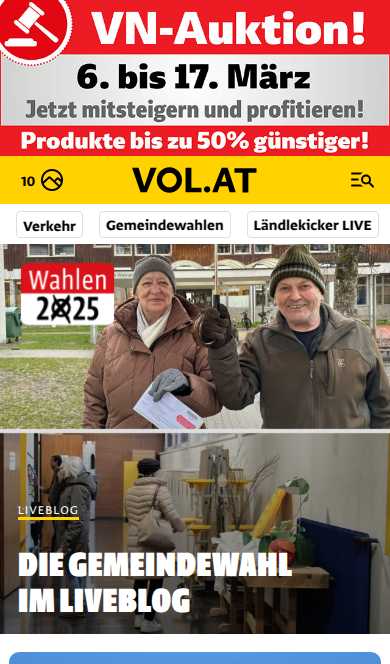 VN-Auktion!
6. bis 17. März
Jetzt mitsteigern und profitieren!
Produkte bis zu 50% günstiger!
10
VOL.AT
Verkehr
Gemeindewahlen
Ländlekicker LIVE
Wahlen
2025
LIVEBLOG
DIE GEMEINDEWAHL
IM LIVEBLOG